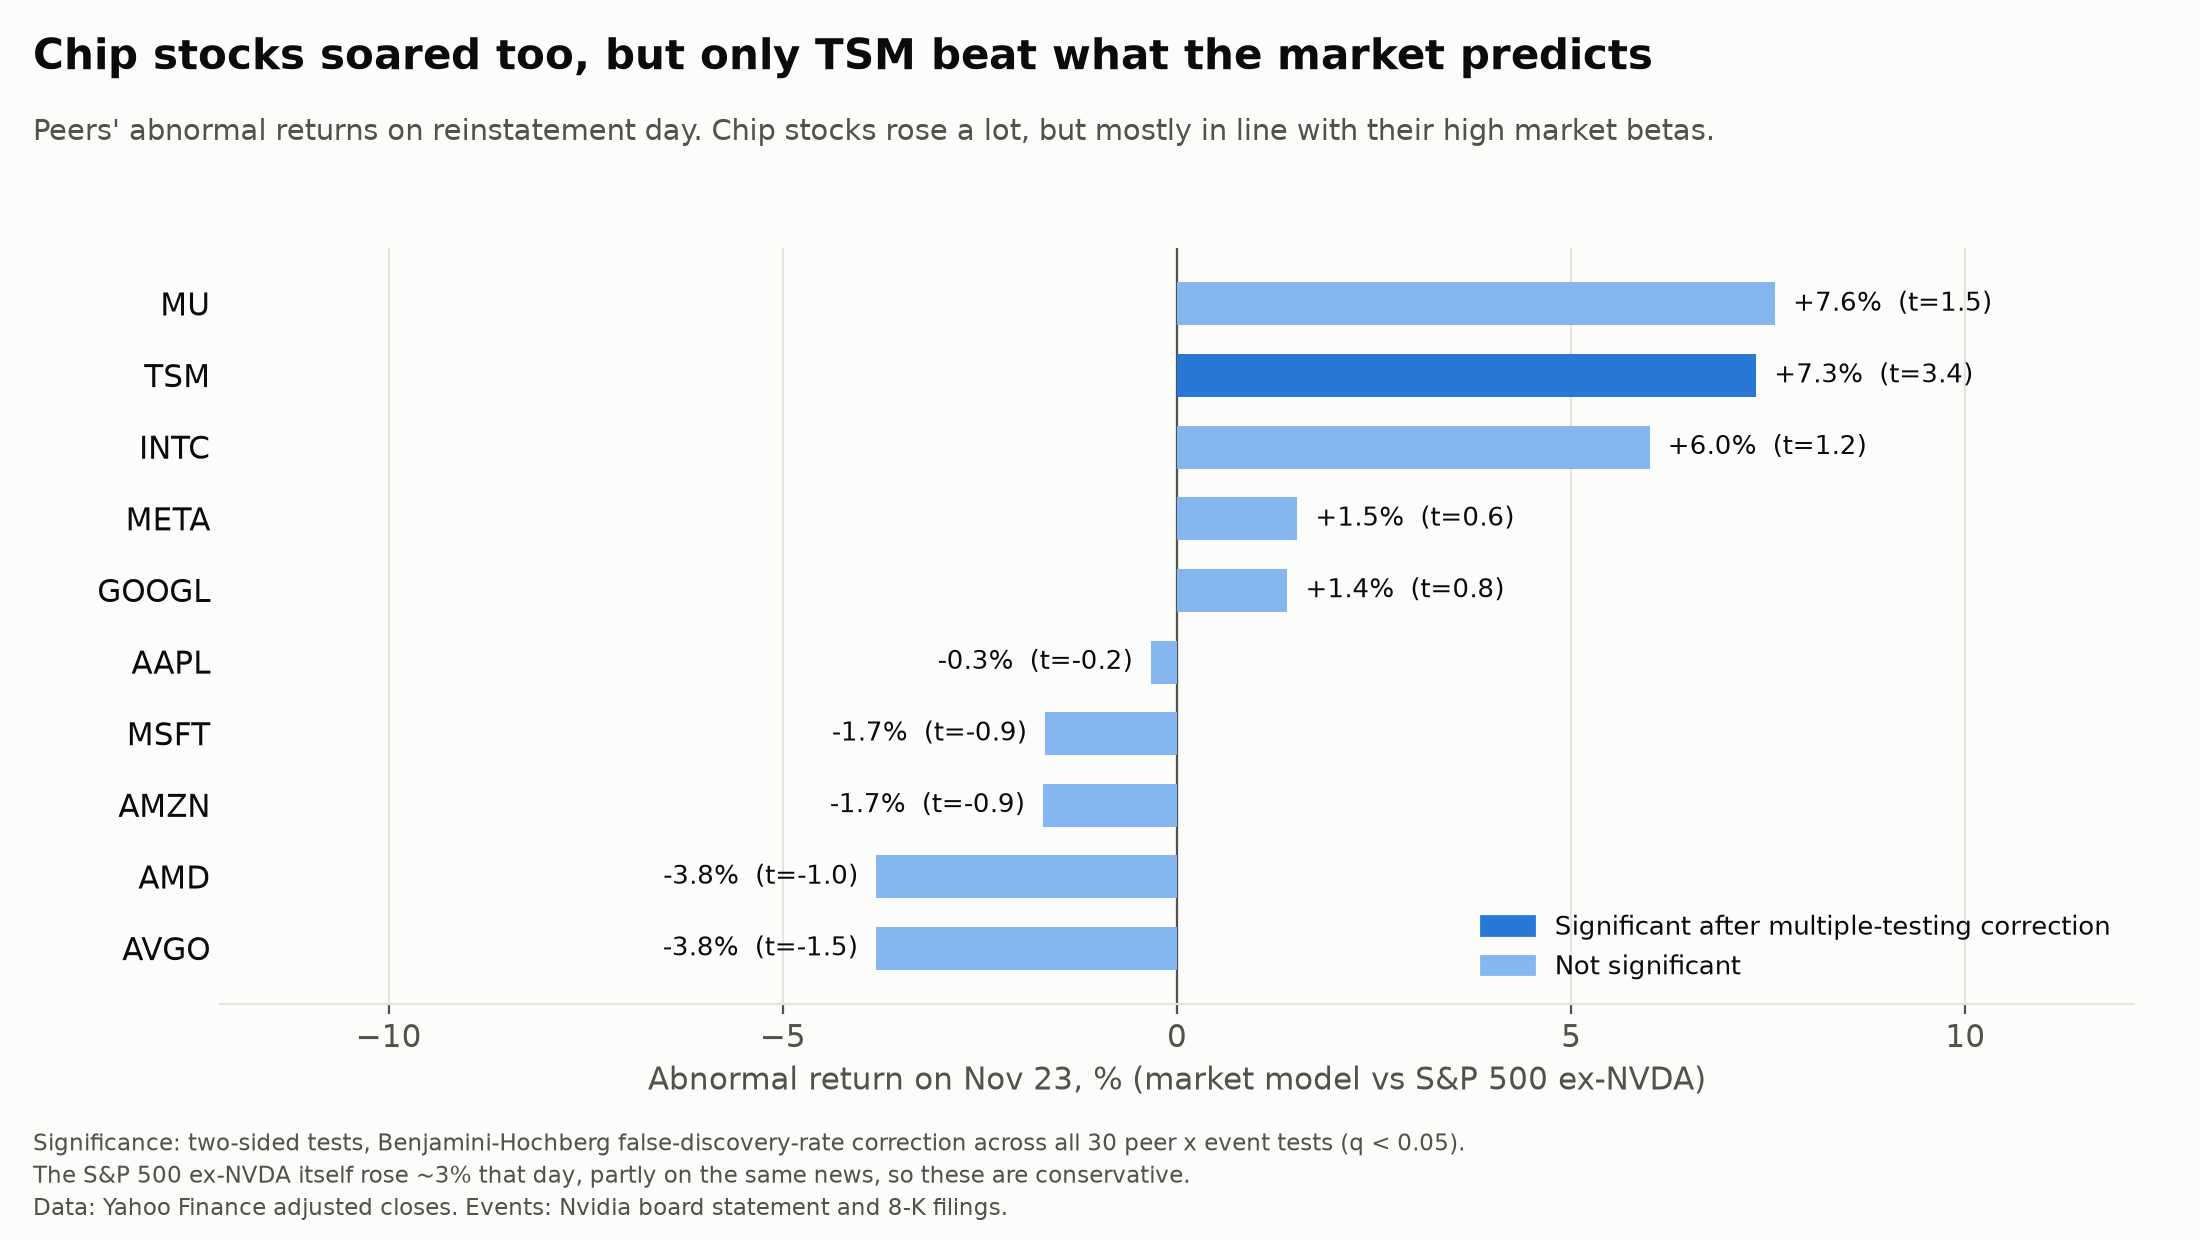 Chip stocks soared too, but only TSM beat what the market predicts
Peers' abnormal returns on reinstatement day. Chip stocks rose a lot, but mostly in line with their high market betas.
MU +7.6% (t=1.5)
TSM +7.3% (t=3.4)
INTC +6.0% (t=1.2)
META +1.5% (t=0.6)
GOOGL +1.4% (t=0.8)
AAPL -0.3% (t=-0.2)
MSFT -1.7% (t=-0.9)
AMZN -1.7% (t=-0.9)
AMD -3.8% (t=-1.0)
AVGO -3.8% (t=-1.5)
Significant after multiple-testing correction
Not significant
−10 −5 0 5 10
Abnormal return on Nov 23, % (market model vs S&P 500 ex-NVDA)
Significance: two-sided tests, Benjamini-Hochberg false-discovery-rate correction across all 30 peer x event tests (q < 0.05).
The S&P 500 ex-NVDA itself rose ~3% that day, partly on the same news, so these are conservative.
Data: Yahoo Finance adjusted closes. Events: Nvidia board statement and 8-K filings.